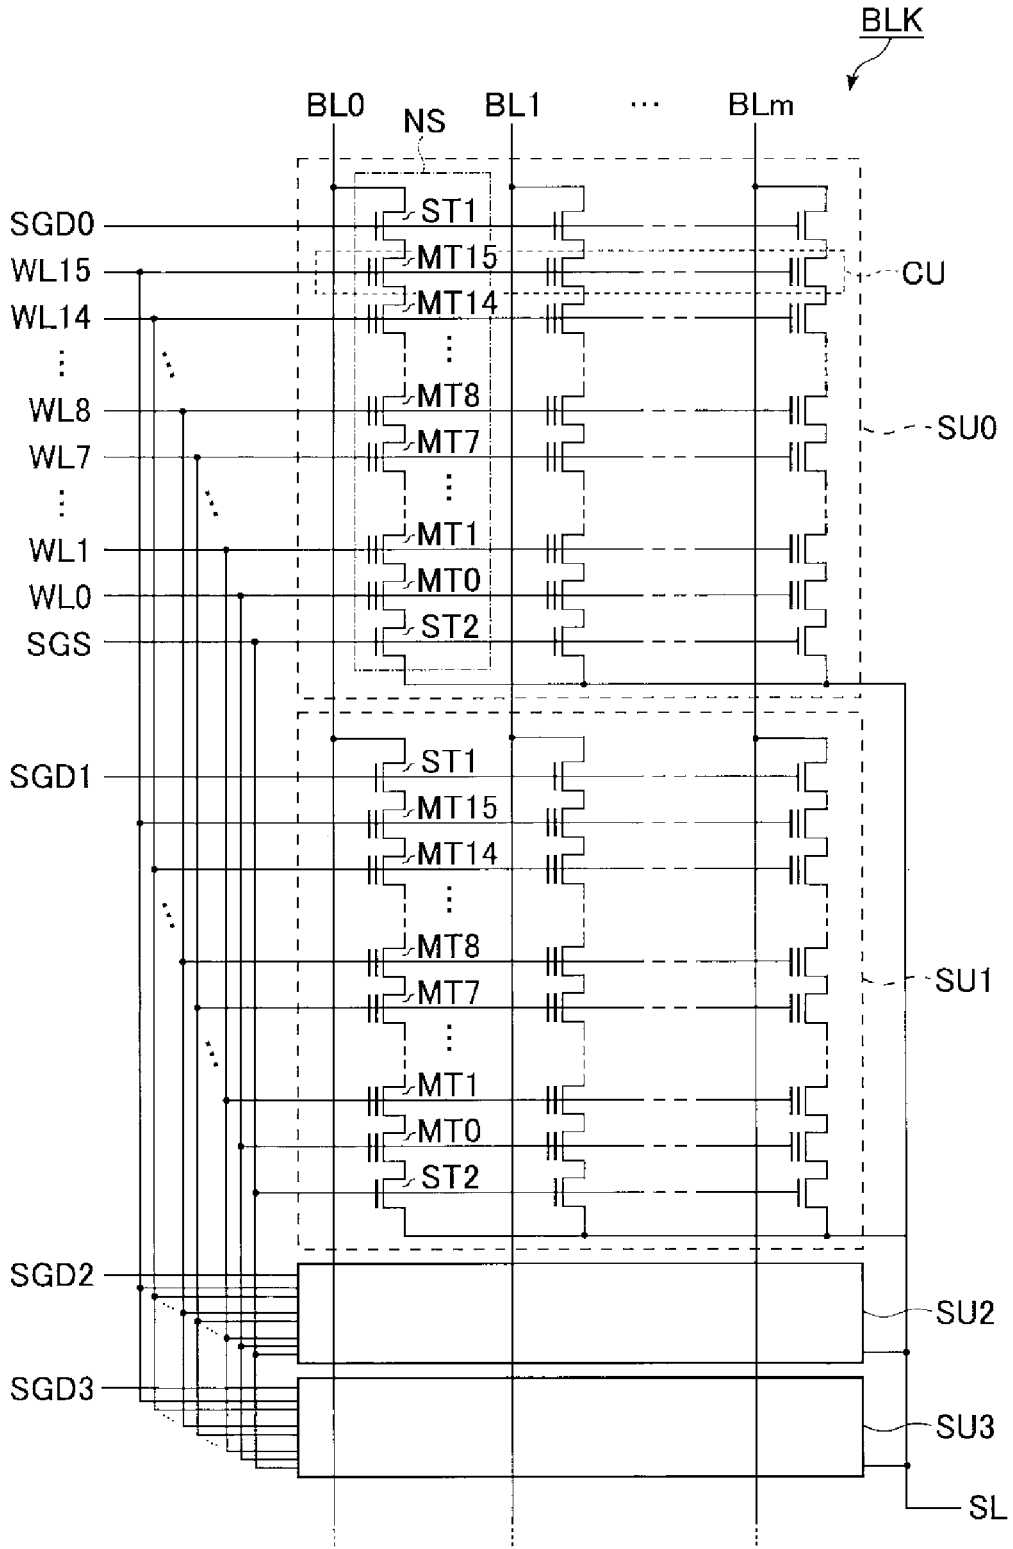 BLK
BL0 BL1 ... BLm
NS
SGD0 ST1
WL15 MT15 CU
WL14 MT14
WL8 MT8 SU0
WL7 MT7
WL1 MT1
WL0 MT0
SGS ST2
SGD1 ST1
MT15
MT14
MT8
MT7 SU1
MT1
MT0
ST2
SGD2 SU2
SGD3 SU3
SL